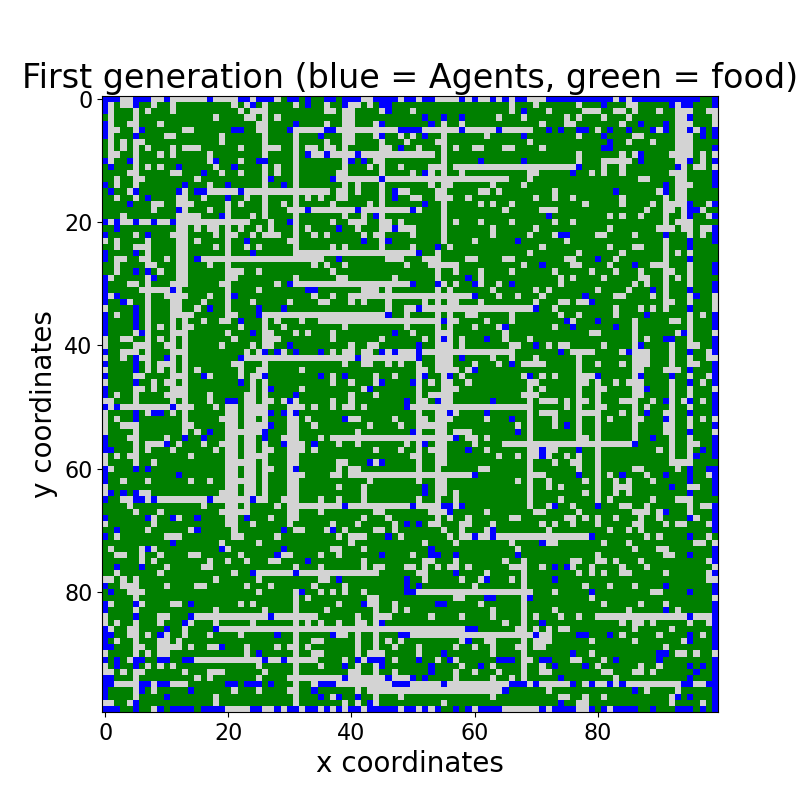 First generation (blue = Agents, green = food)
0
20
40
60
80
y coordinates
0 20 40 60 80
x coordinates